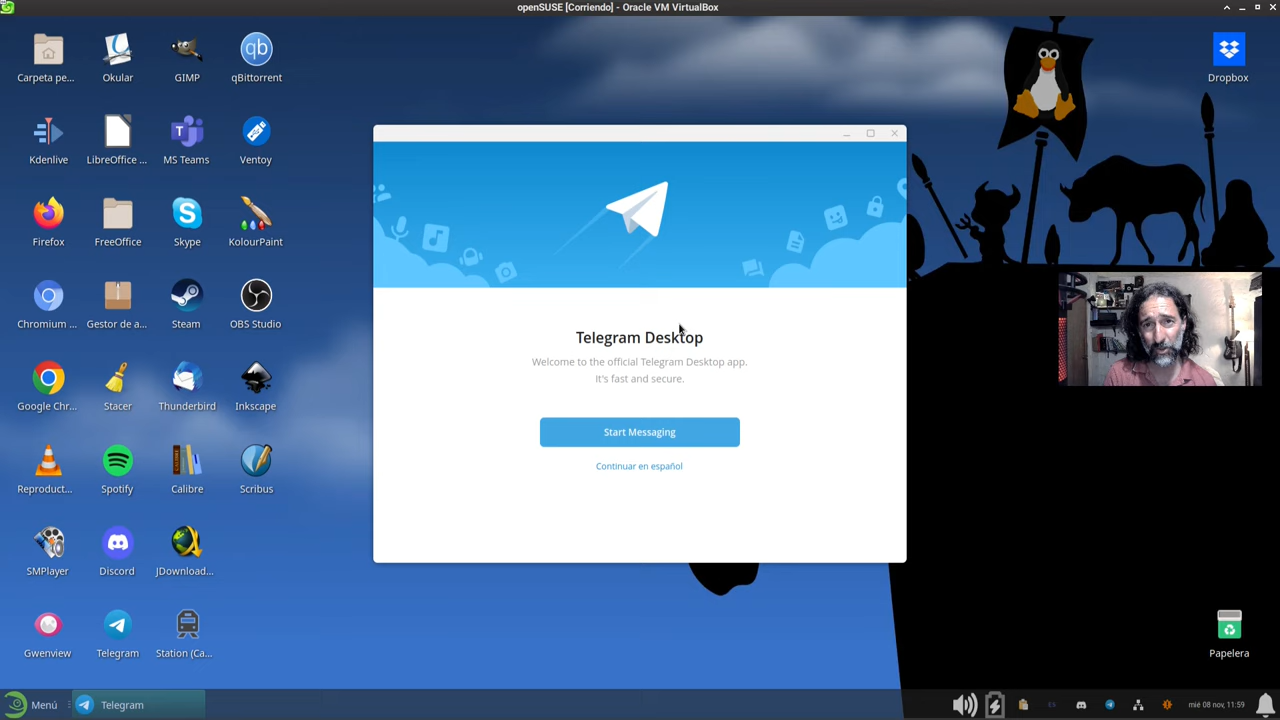 openSUSE [Corriendo] - Oracle VM VirtualBox
Carpeta pe...
Okular
GIMP
qBittorrent
Dropbox
Kdenlive
LibreOffice ...
MS Teams
Ventoy
Firefox
FreeOffice
Skype
KolourPaint
Chromium ...
Gestor de a...
Steam
OBS Studio
Google Chr...
Stacer
Thunderbird
Inkscape
Reproduct...
Spotify
Calibre
Scribus
SMPlayer
Discord
JDownload...
Gwenview
Telegram
Station (Ca...
Telegram Desktop
Welcome to the official Telegram Desktop app.
It's fast and secure.
Start Messaging
Continuar en español
Papelera
Menú
Telegram
ES
mié 08 nov, 11:59